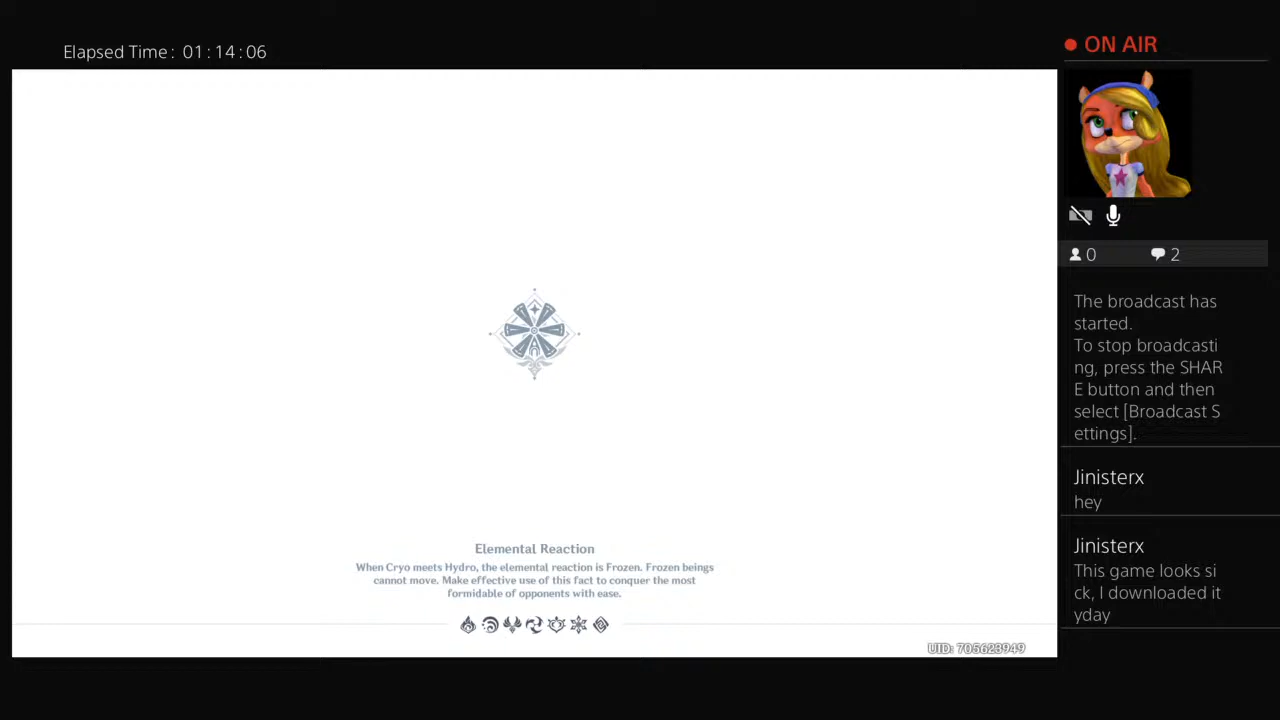 Elapsed Time: 01:14:06
ON AIR
0 2
The broadcast has
started.
To stop broadcasti
ng, press the SHAR
E button and then
select [Broadcast S
ettings].
Jinisterx
hey
Jinisterx
This game looks si
ck, I downloaded it
yday
Elemental Reaction
When Cryo meets Hydro, the elemental reaction is Frozen. Frozen beings
cannot move. Make effective use of this fact to conquer the most
formidable of opponents with ease.
UID: 705623949